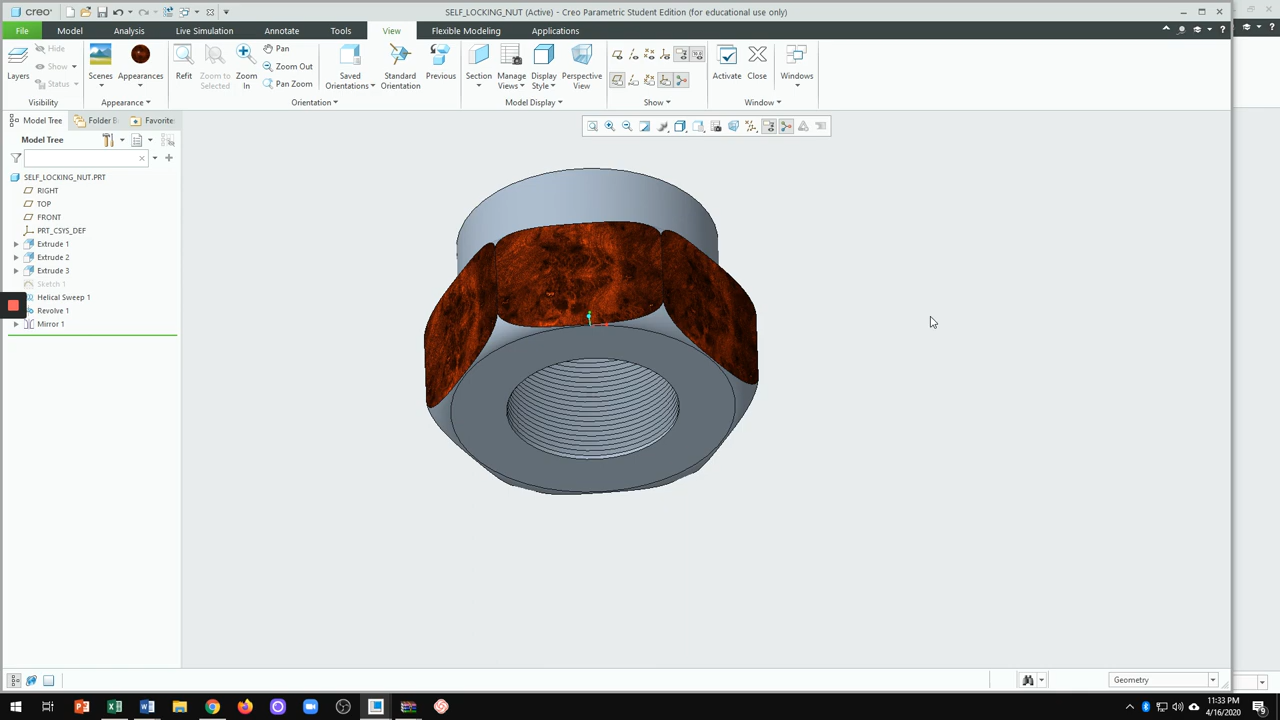 creo
SELF_LOCKING_NUT (Active) - Creo Parametric Student Edition (for educational use only)
File Model Analysis Live Simulation Annotate Tools View Flexible Modeling Applications
Hide
Show
Status
Layers
Visibility
Scenes
Appearances
Appearance
Refit
Zoom to Selected
Zoom In
Pan
Zoom Out
Pan Zoom
Saved Orientations
Standard Orientation
Previous
Orientation
Section
Manage Views
Display Style
Perspective View
Model Display
Show
Activate
Close
Windows
Window
Model Tree Folder B Favorite
Model Tree
SELF_LOCKING_NUT.PRT
RIGHT
TOP
FRONT
PRT_CSYS_DEF
Extrude 1
Extrude 2
Extrude 3
Sketch 1
Helical Sweep 1
Revolve 1
Mirror 1
Geometry
11:33 PM
4/16/2020